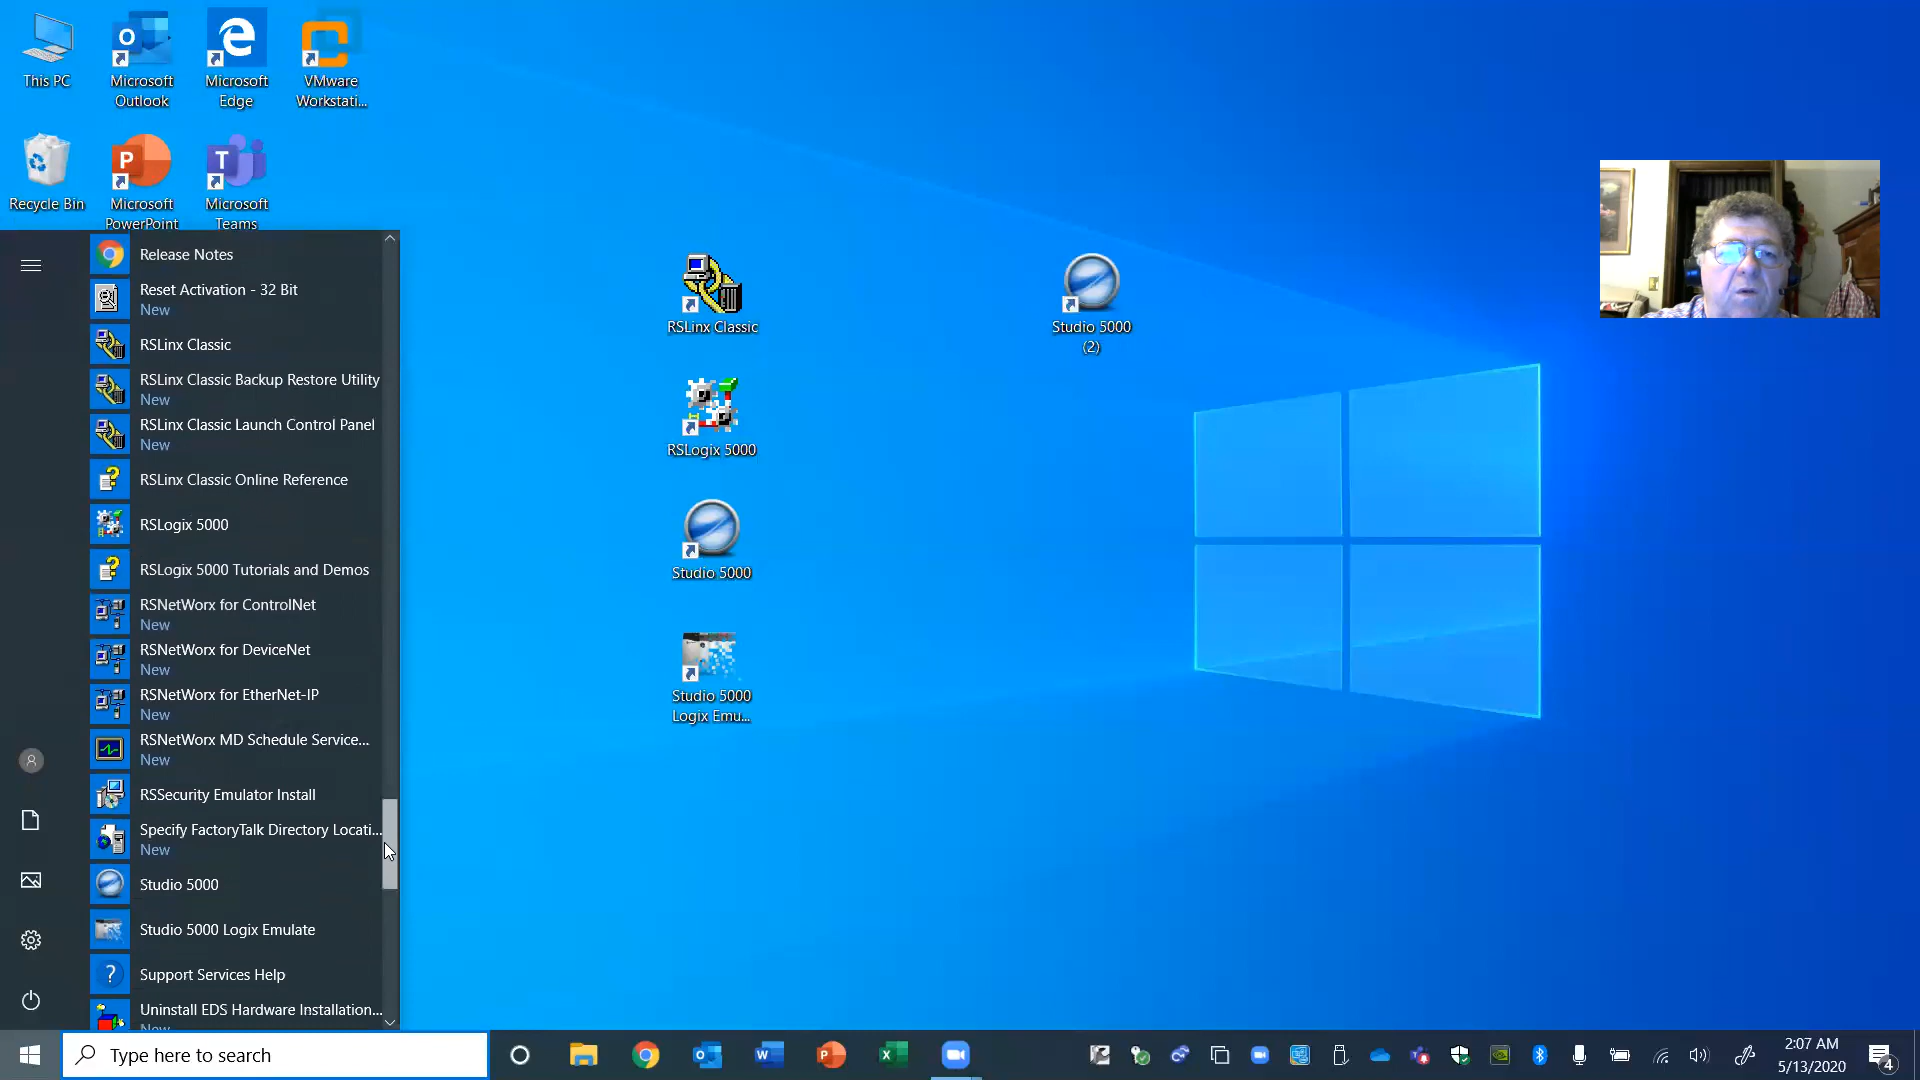 This PC
Microsoft
Outlook
Microsoft
Edge
VMware
Workstati...
Recycle Bin
Microsoft
PowerPoint
Microsoft
Teams
Release Notes
Reset Activation - 32 Bit
New
RSLinx Classic
RSLinx Classic Backup Restore Utility
New
RSLinx Classic Launch Control Panel
New
RSLinx Classic Online Reference
RSLogix 5000
RSLogix 5000 Tutorials and Demos
RSNetWorx for ControlNet
New
RSNetWorx for DeviceNet
New
RSNetWorx for EtherNet-IP
New
RSNetWorx MD Schedule Service...
New
RSSecurity Emulator Install
Specify FactoryTalk Directory Locati...
New
Studio 5000
Studio 5000 Logix Emulate
Support Services Help
Uninstall EDS Hardware Installation...
New
RSLinx Classic
RSLogix 5000
Studio 5000
Studio 5000
Logix Emu...
Studio 5000
(2)
Type here to search
2:07 AM
5/13/2020
4